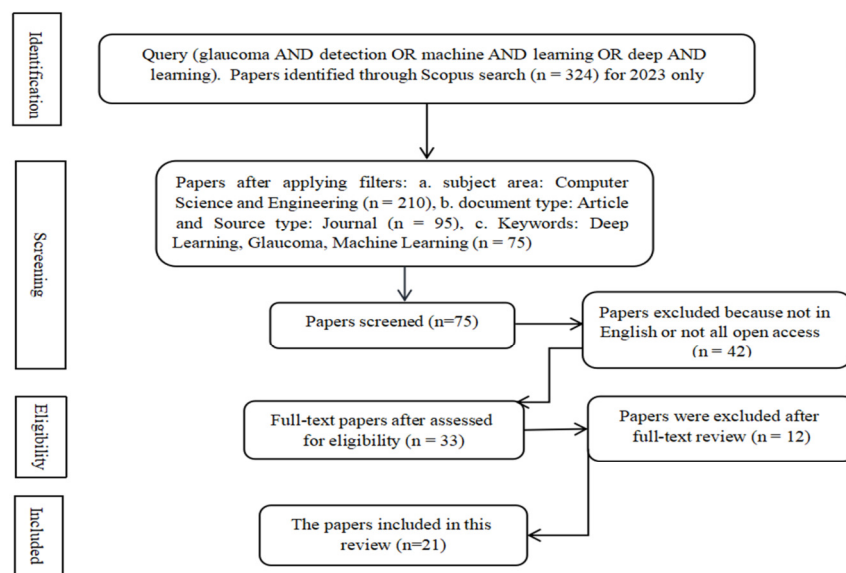 Identification
Query (glaucoma AND detection OR machine AND learning OR deep AND
learning). Papers identified through Scopus search (n = 324) for 2023 only
Screening
Papers after applying filters: a. subject area: Computer
Science and Engineering (n = 210), b. document type: Article
and Source type: Journal (n = 95), c. Keywords: Deep
Learning, Glaucoma, Machine Learning (n = 75)
Papers screened (n=75)
Papers excluded because not in
English or not all open access
(n = 42)
Eligibility
Full-text papers after assessed
for eligibility (n = 33)
Papers were excluded after
full-text review (n = 12)
Included
The papers included in this
review (n=21)